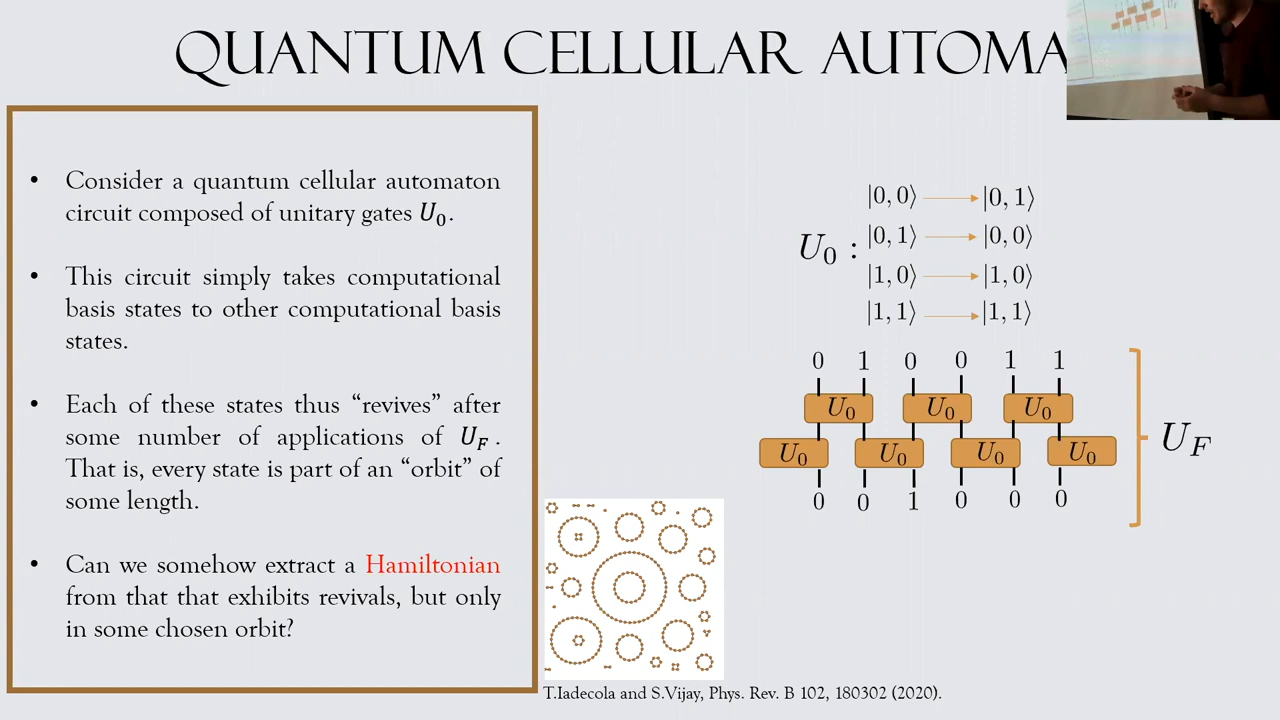 QUANTUM CELLULAR AUTOMA
• Consider a quantum cellular automaton
circuit composed of unitary gates U₀.
• This circuit simply takes computational
basis states to other computational basis
states.
• Each of these states thus “revives” after
some number of applications of U_F.
That is, every state is part of an “orbit” of
some length.
• Can we somehow extract a Hamiltonian
from that that exhibits revivals, but only
in some chosen orbit?
U₀ :
|0, 0⟩ → |0, 1⟩
|0, 1⟩ → |0, 0⟩
|1, 0⟩ → |1, 0⟩
|1, 1⟩ → |1, 1⟩
0 1 0 0 1 1
U₀ U₀ U₀
U₀ U₀ U₀ U₀
0 0 1 0 0 0
U_F
T.Iadecola and S.Vijay, Phys. Rev. B 102, 180302 (2020).